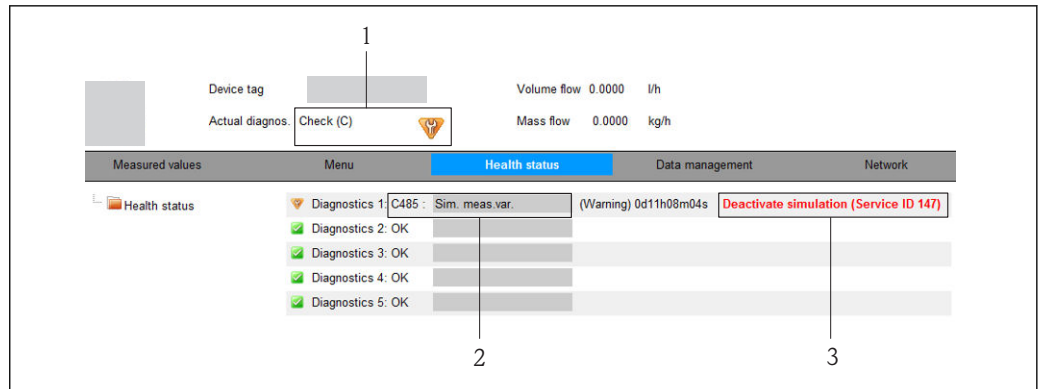 1
Device tag Volume flow 0.0000 l/h
Actual diagnos. Check (C) Mass flow 0.0000 kg/h
Measured values Menu Health status Data management Network
Health status Diagnostics 1: C485 : Sim. meas.var. (Warning) 0d11h08m04s Deactivate simulation (Service ID 147)
Diagnostics 2: OK
Diagnostics 3: OK
Diagnostics 4: OK
Diagnostics 5: OK
2 3